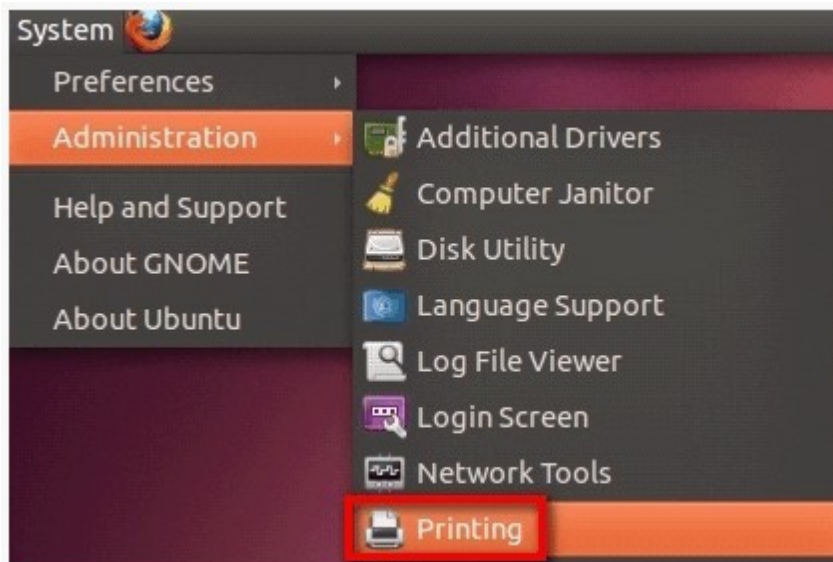 System
Preferences
Administration
Help and Support
About GNOME
About Ubuntu
Additional Drivers
Computer Janitor
Disk Utility
Language Support
Log File Viewer
Login Screen
Network Tools
Printing